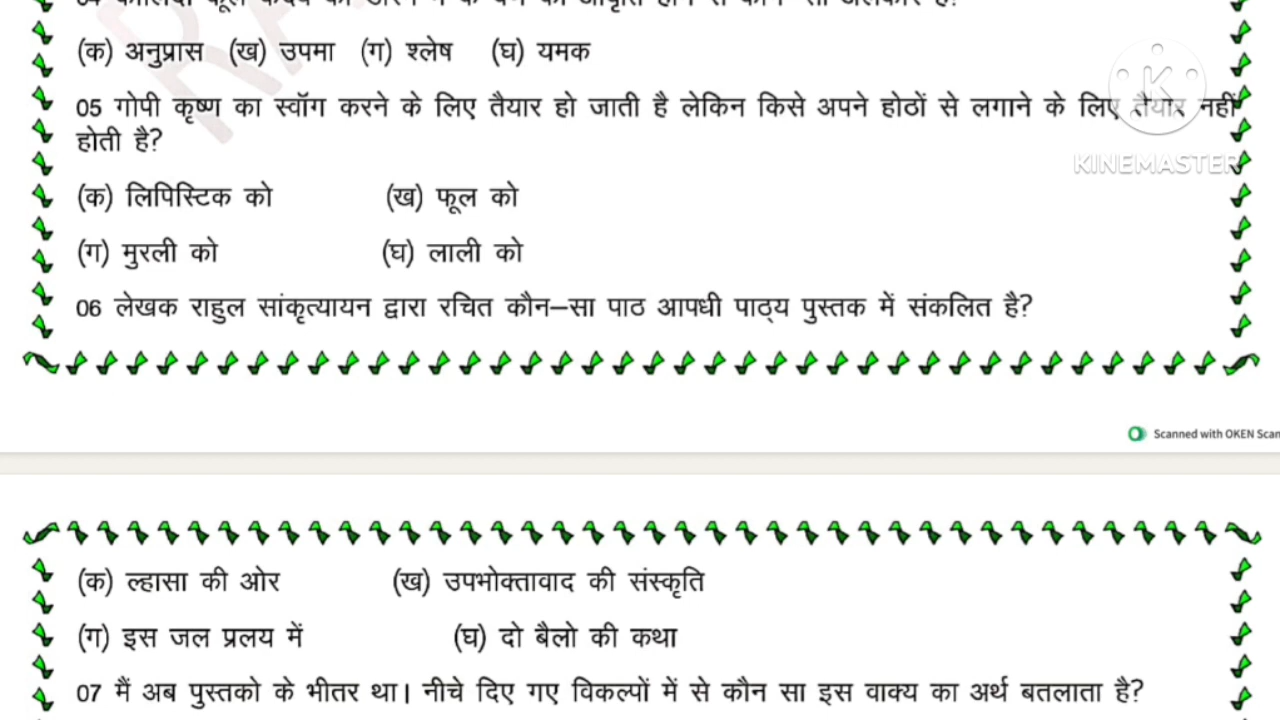 (क) अनुप्रास (ख) उपमा (ग) श्लेष (घ) यमक
05 गोपी कृष्ण का स्वॉग करने के लिए तैयार हो जाती है लेकिन किसे अपने होठों से लगाने के लिए तैयार नहीं
होती है?
KINEMASTER
(क) लिपिस्टिक को (ख) फूल को
(ग) मुरली को (घ) लाली को
06 लेखक राहुल सांकृत्यायन द्वारा रचित कौन–सा पाठ आपधी पाठ्य पुस्तक में संकलित है?
Scanned with OKEN Scan
(क) ल्हासा की ओर (ख) उपभोक्तावाद की संस्कृति
(ग) इस जल प्रलय में (घ) दो बैलो की कथा
07 मैं अब पुस्तको के भीतर था। नीचे दिए गए विकल्पों में से कौन सा इस वाक्य का अर्थ बतलाता है?